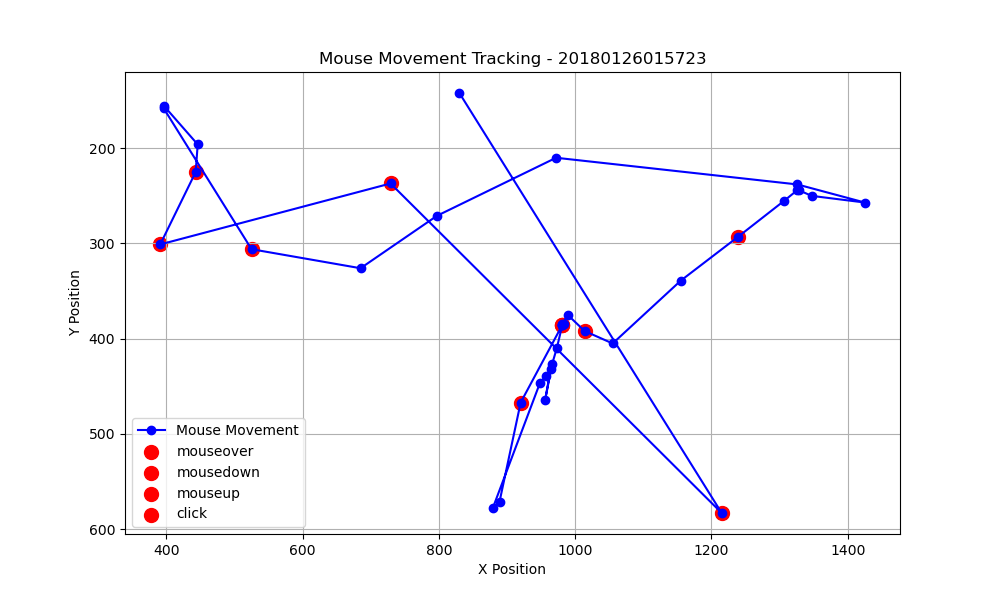 Mouse Movement Tracking - 20180126015723
200
300
400
500
600
Y Position
Mouse Movement
mouseover
mousedown
mouseup
click
400
600
800
1000
1200
1400
X Position